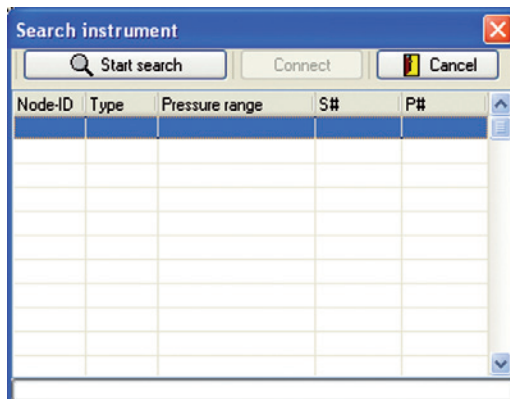 Search instrument
Start search Connect Cancel
Node-ID Type Pressure range S# P#